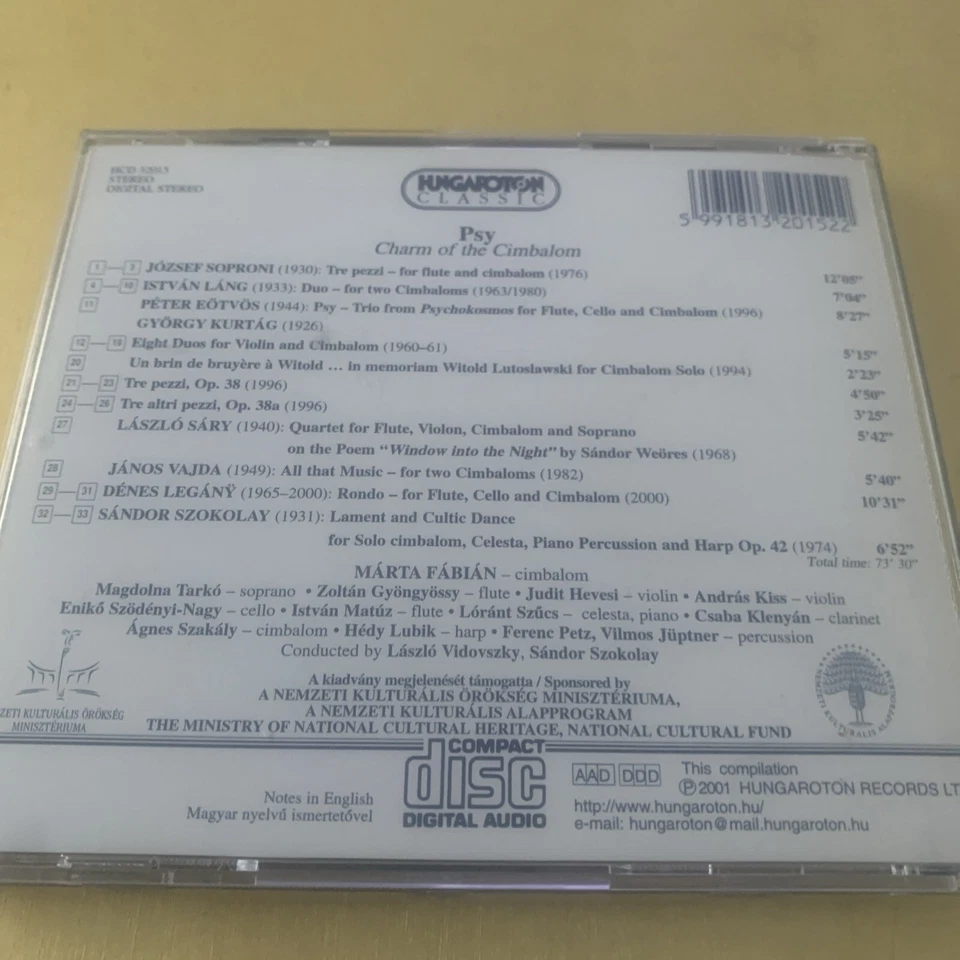 STEREO
DIGITAL STEREO
HUNGAROTON
CLASSIC
5 991813 201522
Psy
Charm of the Cimbalom
1 — 3 JÓZSEF SOPRONI (1930): Tre pezzi – for flute and cimbalom (1976) 12'05"
— 10 ISTVÁN LÁNG (1933): Duo – for two Cimbaloms (1963/1980) 7'04"
11 PÉTER EÖTVÖS (1944): Psy – Trio from Psychokosmos for Flute, Cello and Cimbalom (1996) 8'27"
GYÖRGY KURTÁG (1926)
12 — Eight Duos for Violin and Cimbalom (1960–61) 5'15"
20 Un brin de bruyère à Witold ... in memoriam Witold Lutoslawski for Cimbalom Solo (1994) 2'23"
21 — 23 Tre pezzi, Op. 38 (1996) 4'50"
24 — 26 Tre altri pezzi, Op. 38a (1996) 3'25"
27 LÁSZLÓ SÁRY (1940): Quartet for Flute, Violon, Cimbalom and Soprano 5'42"
on the Poem "Window into the Night" by Sándor Weöres (1968)
28 JÁNOS VAJDA (1949): All that Music – for two Cimbaloms (1982) 5'40"
29 — 31 DÉNES LEGÁNŸ (1965–2000): Rondo – for Flute, Cello and Cimbalom (2000) 10'31"
32 — 33 SÁNDOR SZOKOLAY (1931): Lament and Cultic Dance
for Solo cimbalom, Celesta, Piano Percussion and Harp Op. 42 (1974) 6'52"
Total time: 73' 30"
MÁRTA FÁBIÁN – cimbalom
Magdolna Tarkó – soprano • Zoltán Gyöngyössy – flute • Judit Hevesi – violin • András Kiss – violin
Enikő Szödényi-Nagy – cello • István Matúz – flute • Lóránt Szűcs – celesta, piano • Csaba Klenyán – clarinet
Ágnes Szakály – cimbalom • Hédy Lubik – harp • Ferenc Petz, Vilmos Jüptner – percussion
Conducted by László Vidovszky, Sándor Szokolay
A kiadvány megjelenését támogatta / Sponsored by
A NEMZETI KULTURÁLIS ÖRÖKSÉG MINISZTÉRIUMA,
A NEMZETI KULTURÁLIS ALAPPROGRAM
THE MINISTRY OF NATIONAL CULTURAL HERITAGE, NATIONAL CULTURAL FUND
ZETI KULTURÁLIS ÖRÖKSÉG
MINISZTÉRIUMA
NEMZETI KULTURÁLIS ALAPPROGRAM
Notes in English
Magyar nyelvű ismertetővel
COMPACT
disc
DIGITAL AUDIO
AAD DDD
This compilation
℗2001 HUNGAROTON RECORDS LT
http://www.hungaroton.hu/
e-mail: hungaroton@mail.hungaroton.hu